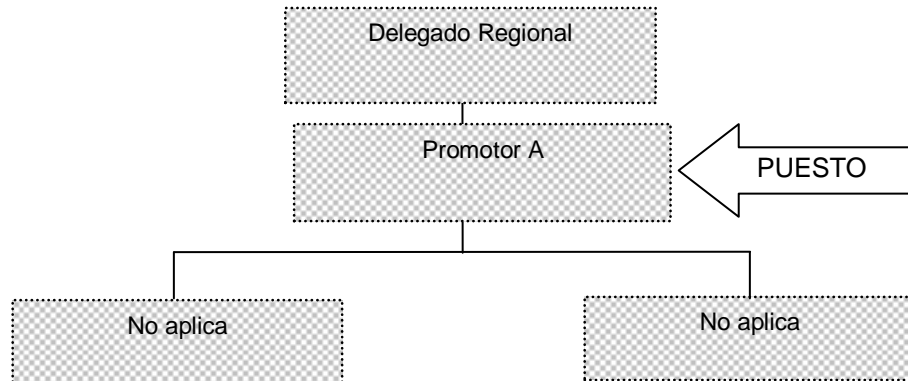 Delegado Regional
Promotor A
PUESTO
No aplica
No aplica